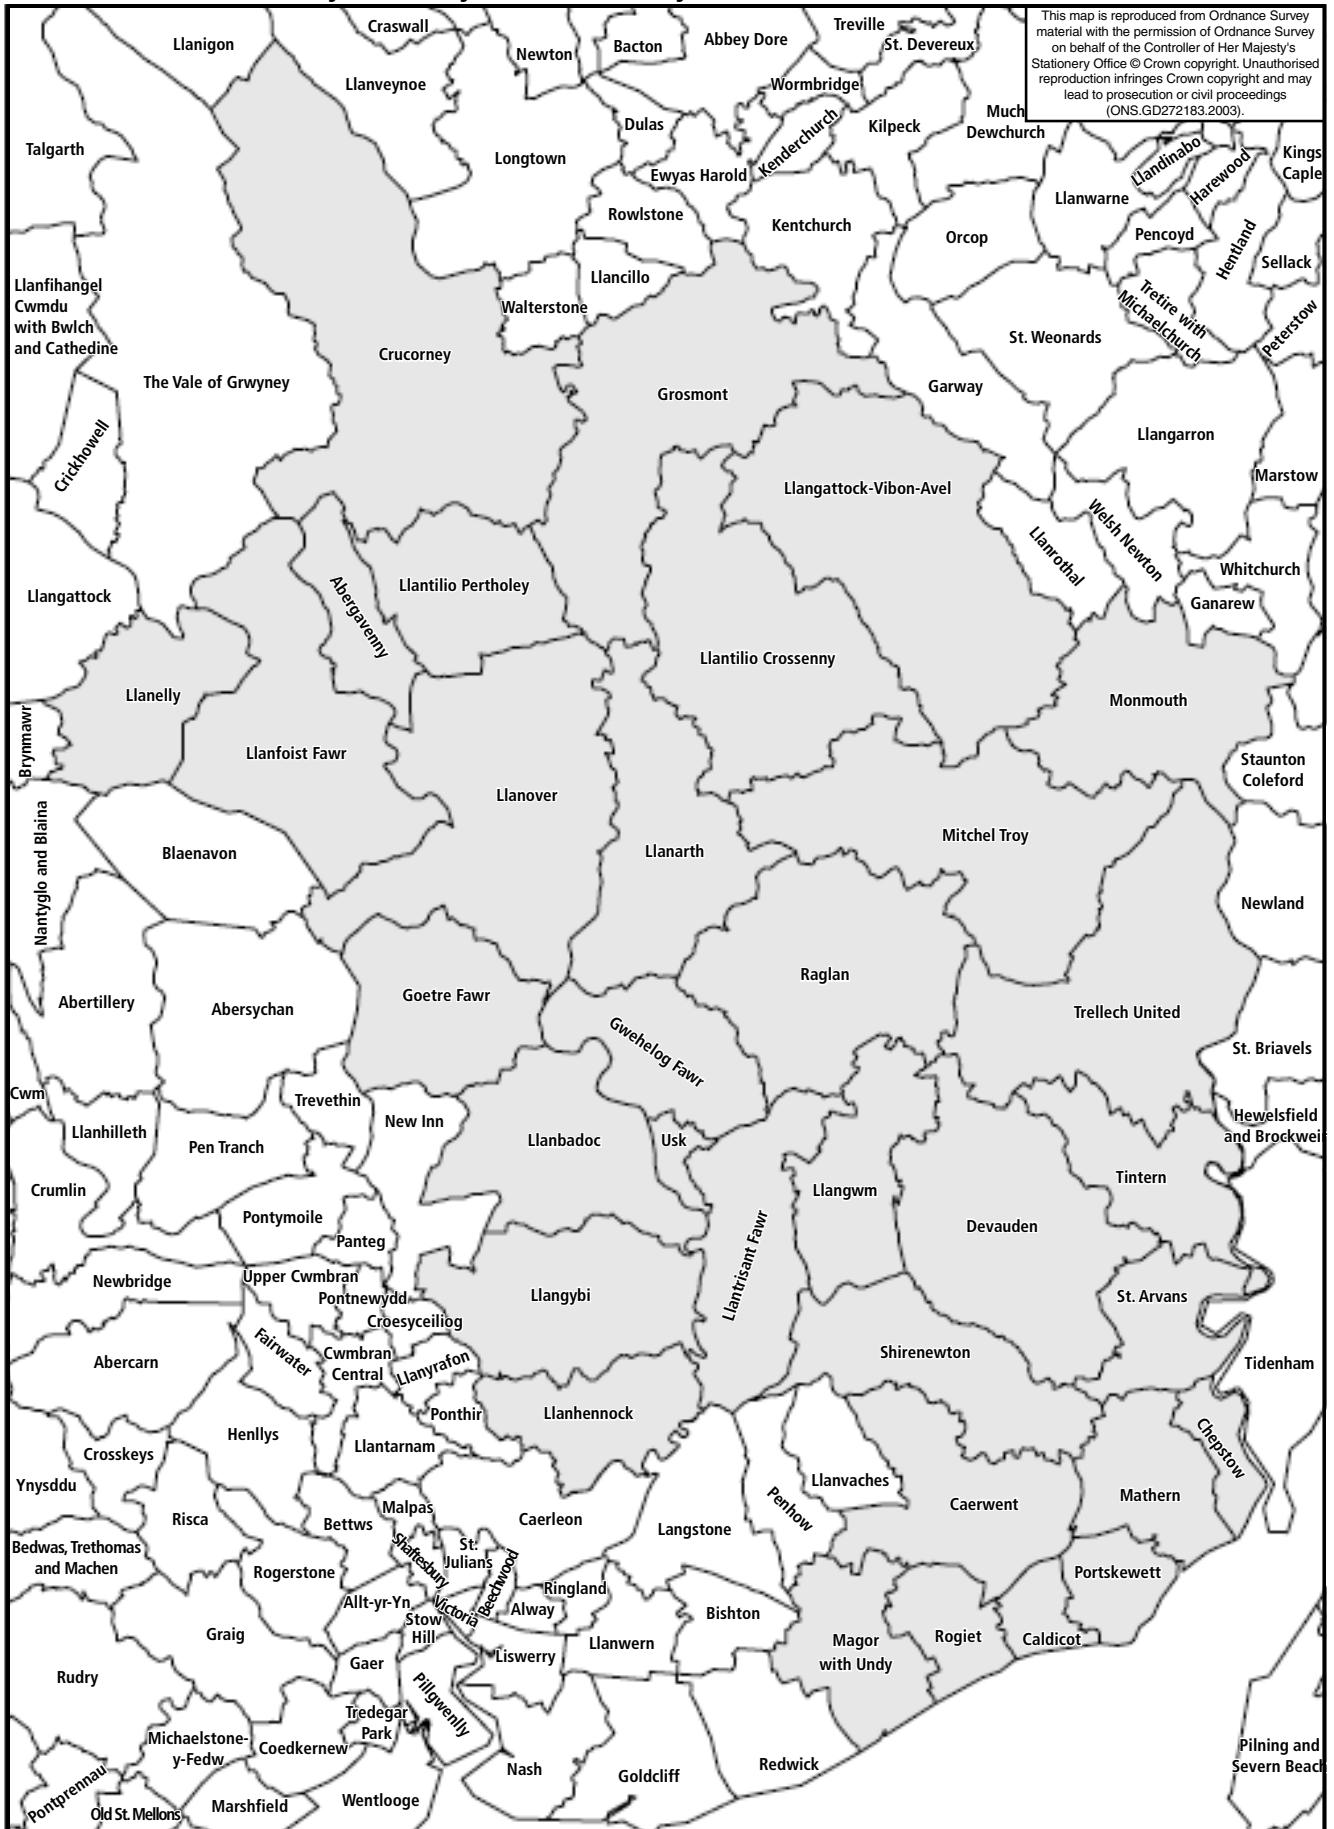 This map is reproduced from Ordnance Survey
material with the permission of Ordnance Survey
on behalf of the Controller of Her Majesty's
Stationery Office © Crown copyright. Unauthorised
reproduction infringes Crown copyright and may
lead to prosecution or civil proceedings
(ONS.GD272183.2003).
Craswall
Treville
Llanigon
Newton
Bacton
Abbey Dore
St. Devereux
Llanveynoe
Wormbridge
Much
Dewchurch
Dulas
Kenderchurch
Kilpeck
Talgarth
Longtown
Ewyas Harold
Llandinabo
Harewood
Kings
Caple
Llanwarne
Rowlstone
Kentchurch
Orcop
Pencoyd
Hentland
Sellack
Llanfihangel
Cwmdu
with Bwlch
and Cathedine
Llancillo
Walterstone
Tretire with
Michaelchurch
Peterstow
St. Weonards
Crucorney
The Vale of Grwyney
Grosmont
Garway
Llangarron
Crickhowell
Llangattock-Vibon-Avel
Marstow
Welsh Newton
Llanrothal
Whitchurch
Llangattock
Abergavenny
Llantilio Pertholey
Ganarew
Llantilio Crossenny
Llanelly
Monmouth
Brynmawr
Llanfoist Fawr
Staunton
Coleford
Llanover
Nantyglo and Blaina
Blaenavon
Llanarth
Mitchel Troy
Newland
Abertillery
Abersychan
Goetre Fawr
Raglan
Trellech United
Gwehelog Fawr
St. Briavels
Cwm
Trevethin
New Inn
Hewelsfield
and Brockwei
Llanhilleth
Pen Tranch
Llanbadoc
Usk
Crumlin
Llangwm
Tintern
Pontymoile
Panteg
Devauden
Newbridge
Upper Cwmbran
Pontnewydd
Croesyceiliog
Llangybi
Llantrisant Fawr
St. Arvans
Abercarn
Fairwater
Cwmbran
Central
Llanyrafon
Shirenewton
Tidenham
Ponthir
Llanhennock
Henllys
Llantarnam
Crosskeys
Chepstow
Ynysddu
Llanvaches
Malpas
Risca
Bettws
Caerleon
Langstone
Penhow
Caerwent
Mathern
Bedwas, Trethomas
and Machen
Shaftesbury
St.
Julians
Beechwood
Rogerstone
Ringland
Portskewett
Allt-yr-Yn
Victoria
Alway
Bishton
Stow
Hill
Graig
Llanwern
Magor
with Undy
Rogiet
Caldicot
Gaer
Liswerry
Rudry
Pillgwenlly
Tredegar
Park
Michaelstone-
y-Fedw
Coedkernew
Pilning and
Severn Beach
Nash
Goldcliff
Redwick
Pontprennau
Old St. Mellons
Marshfield
Wentlooge